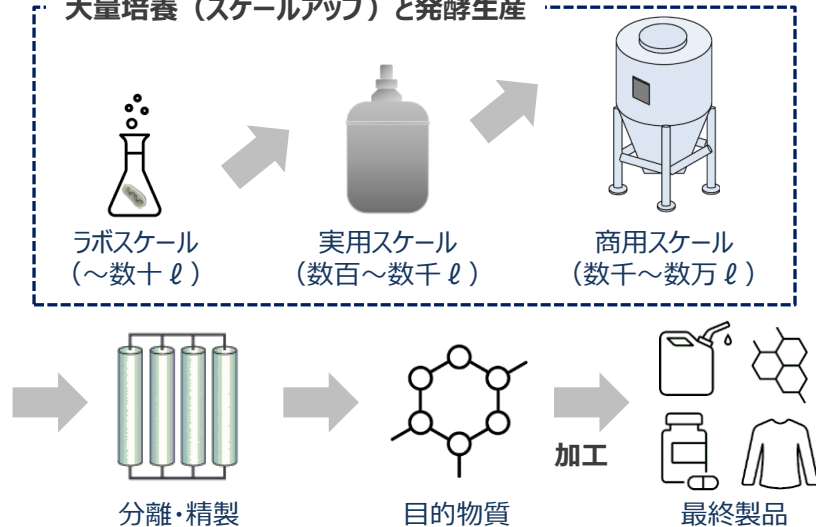 大量培養（スケールアップ）と発酵生産
ラボスケール
（～数十ℓ）
実用スケール
（数百～数千ℓ）
商用スケール
（数千～数万ℓ）
加工
分離・精製
目的物質
最終製品